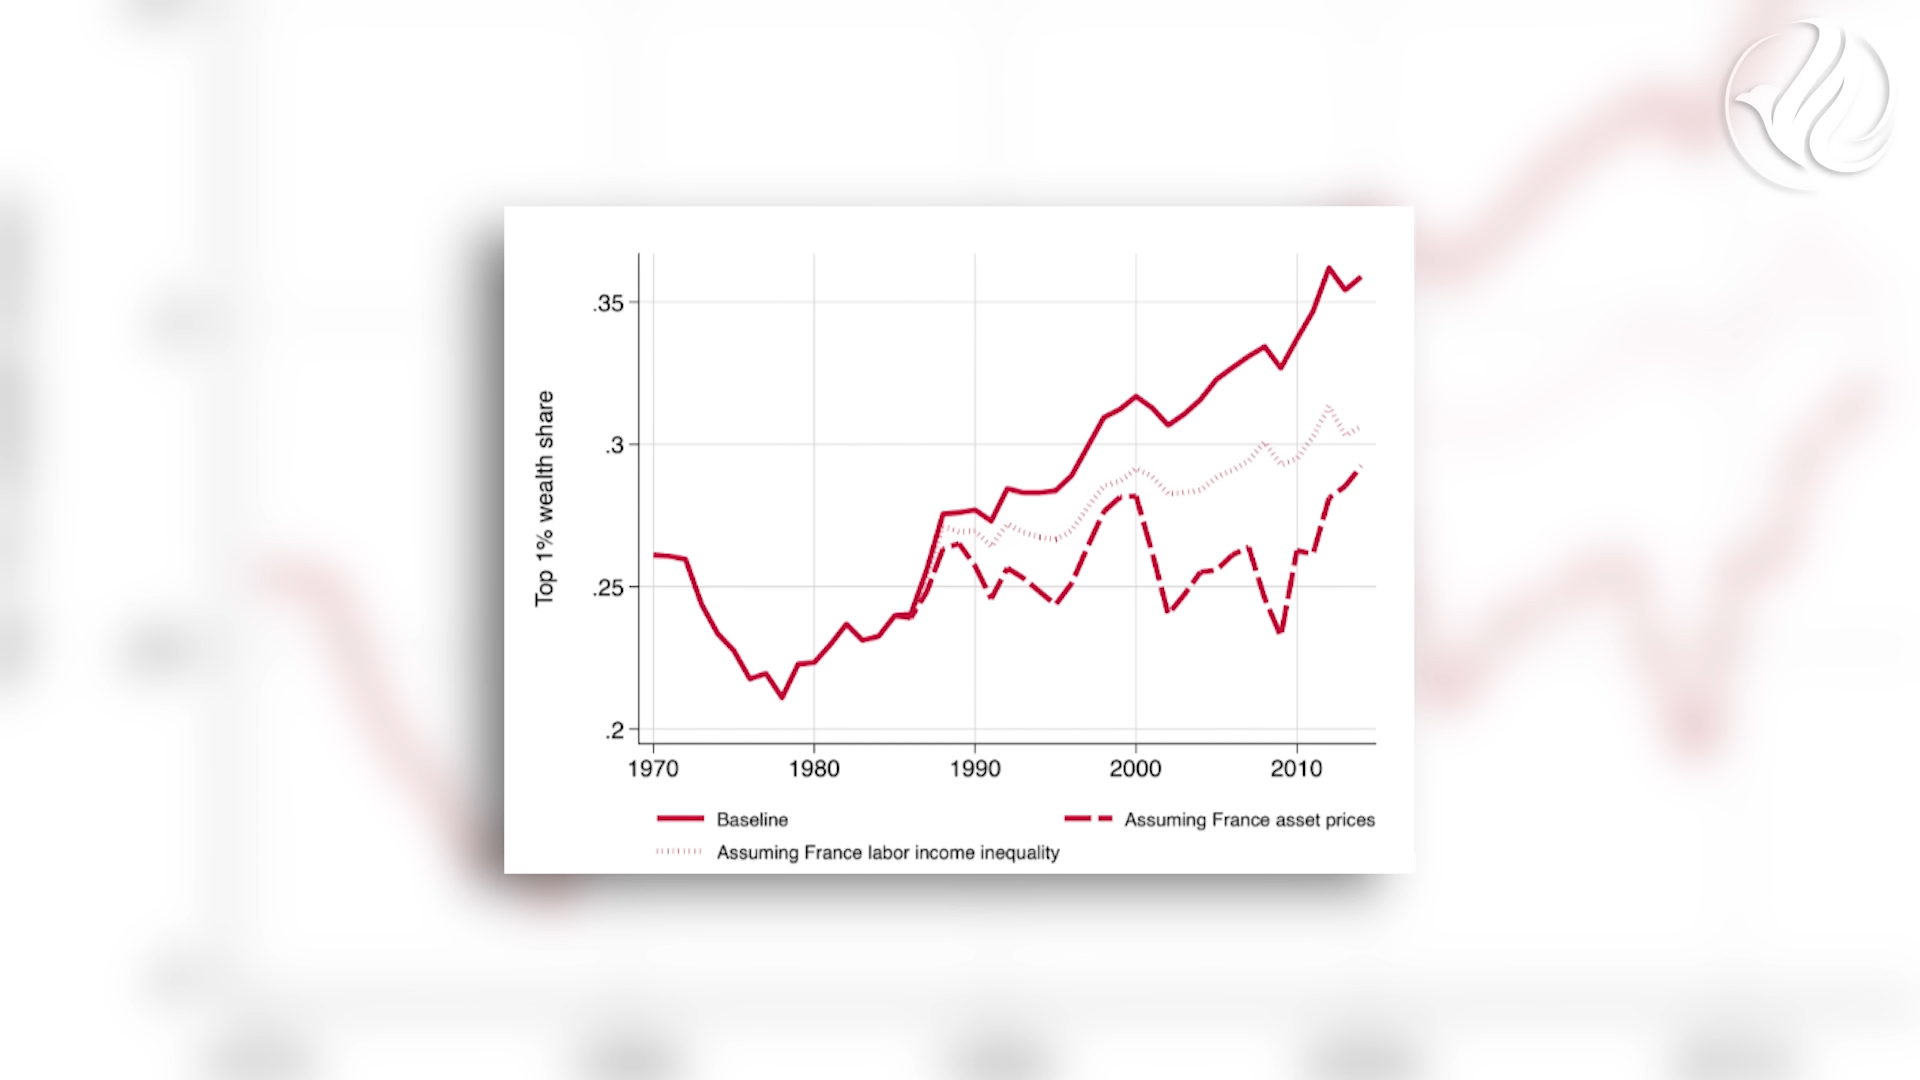 .35
.3
.25
.2
Top 1% wealth share
1970 1980 1990 2000 2010
Baseline
Assuming France asset prices
Assuming France labor income inequality